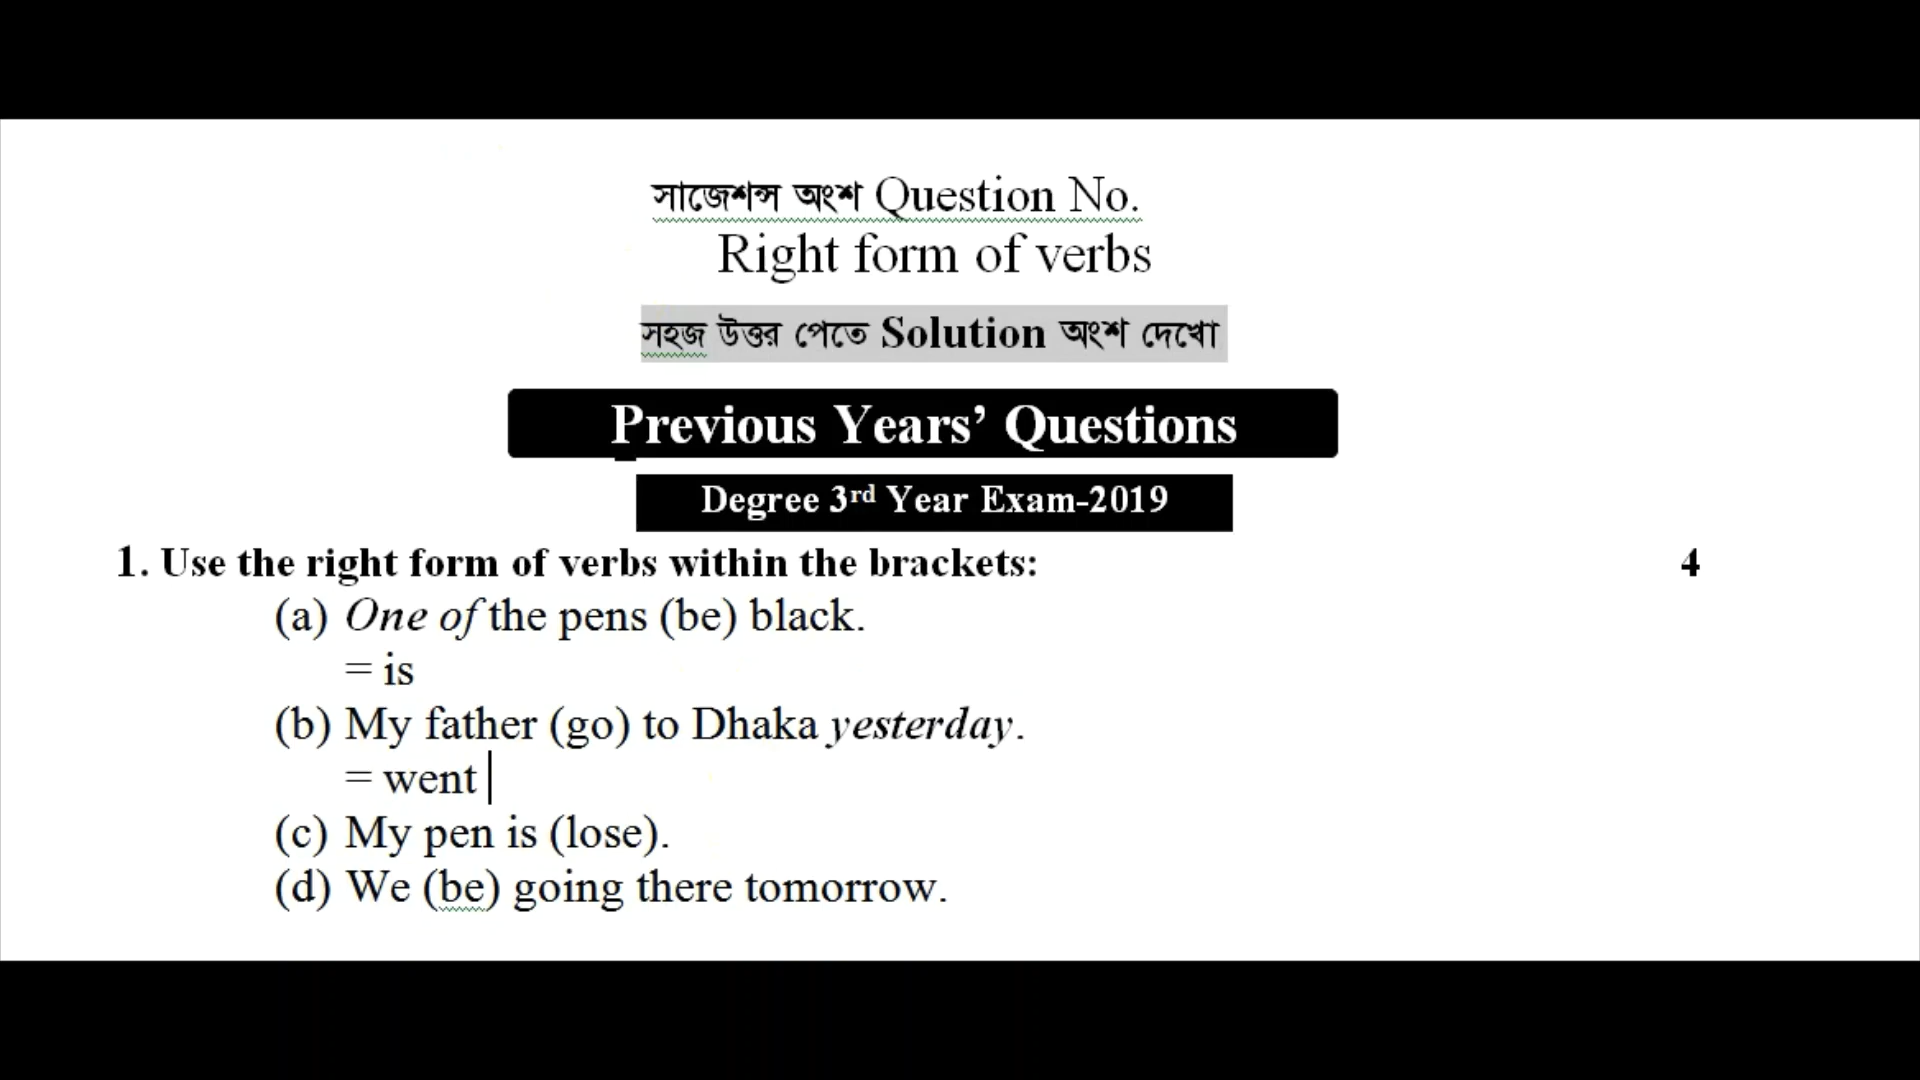 সাজেশন্স অংশ Question No.
Right form of verbs
সহজ উত্তর পেতে Solution অংশ দেখো
Previous Years’ Questions
Degree 3rd Year Exam-2019
1. Use the right form of verbs within the brackets: 4
(a) One of the pens (be) black.
= is
(b) My father (go) to Dhaka yesterday.
= went
(c) My pen is (lose).
(d) We (be) going there tomorrow.